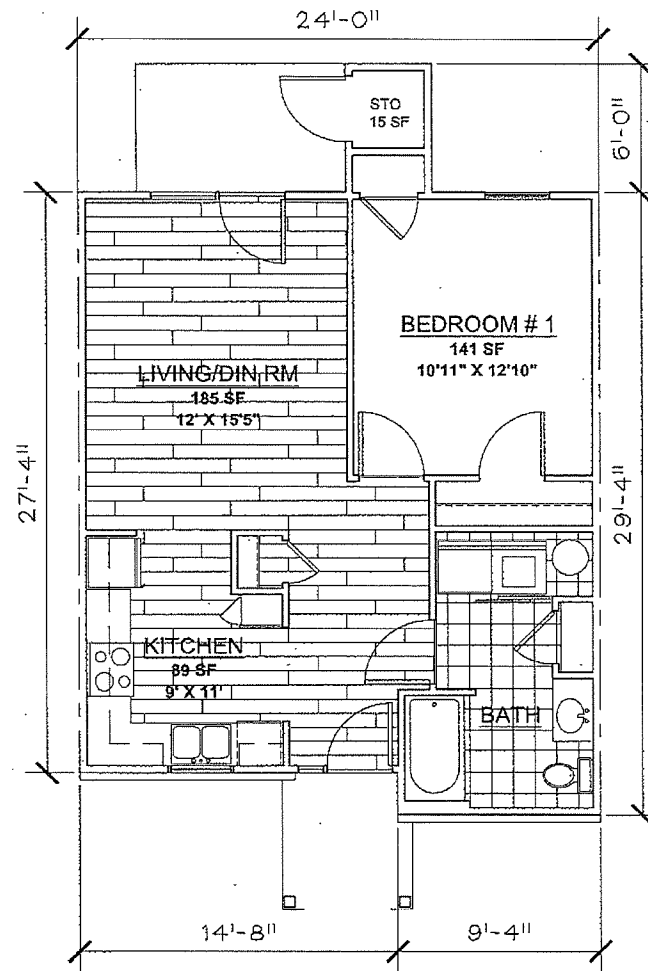 24'-0"
STO
15 SF
6'-0"
BEDROOM # 1
141 SF
10'11" X 12'10"
LIVING/DIN RM
185 SF
12' X 15'5"
27'-4"
29'-4"
KITCHEN
89 SF
9' X 11'
BATH
14'-8"
9'-4"